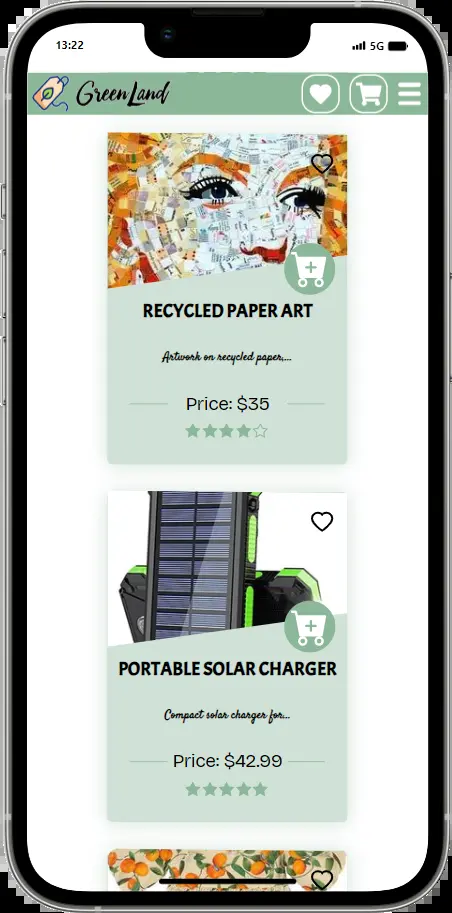 13:22
5G
GreenLand
RECYCLED PAPER ART
Artwork on recycled paper,...
Price: $35
PORTABLE SOLAR CHARGER
Compact solar charger for...
Price: $42.99